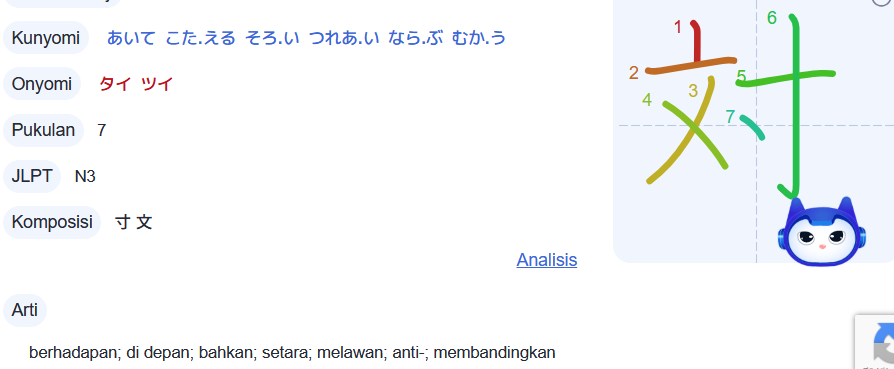 Kunyomi あいて こた.える そろ.い つれあ.い なら.ぶ むか.う
Onyomi タイ ツイ
Pukulan 7
JLPT N3
Komposisi 寸 文
Analisis
Arti
berhadapan; di depan; bahkan; setara; melawan; anti-; membandingkan
対
1
2
3
4
5
6
7